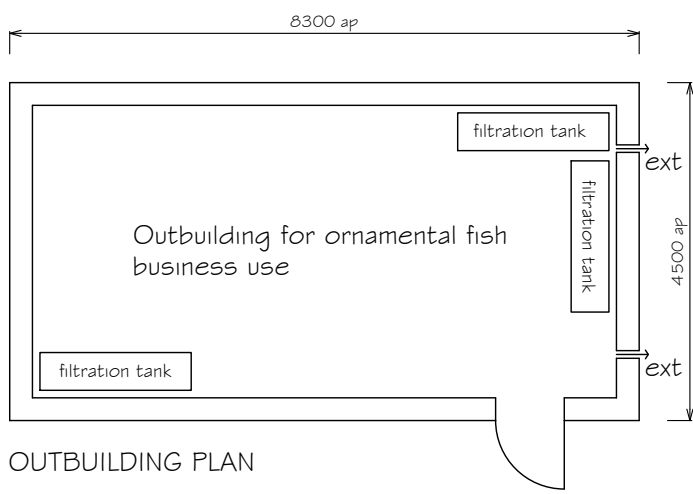 8300 ap
filtration tank
ext
filtration tank
4500 ap
Outbuilding for ornamental fish
business use
filtration tank
ext
OUTBUILDING PLAN